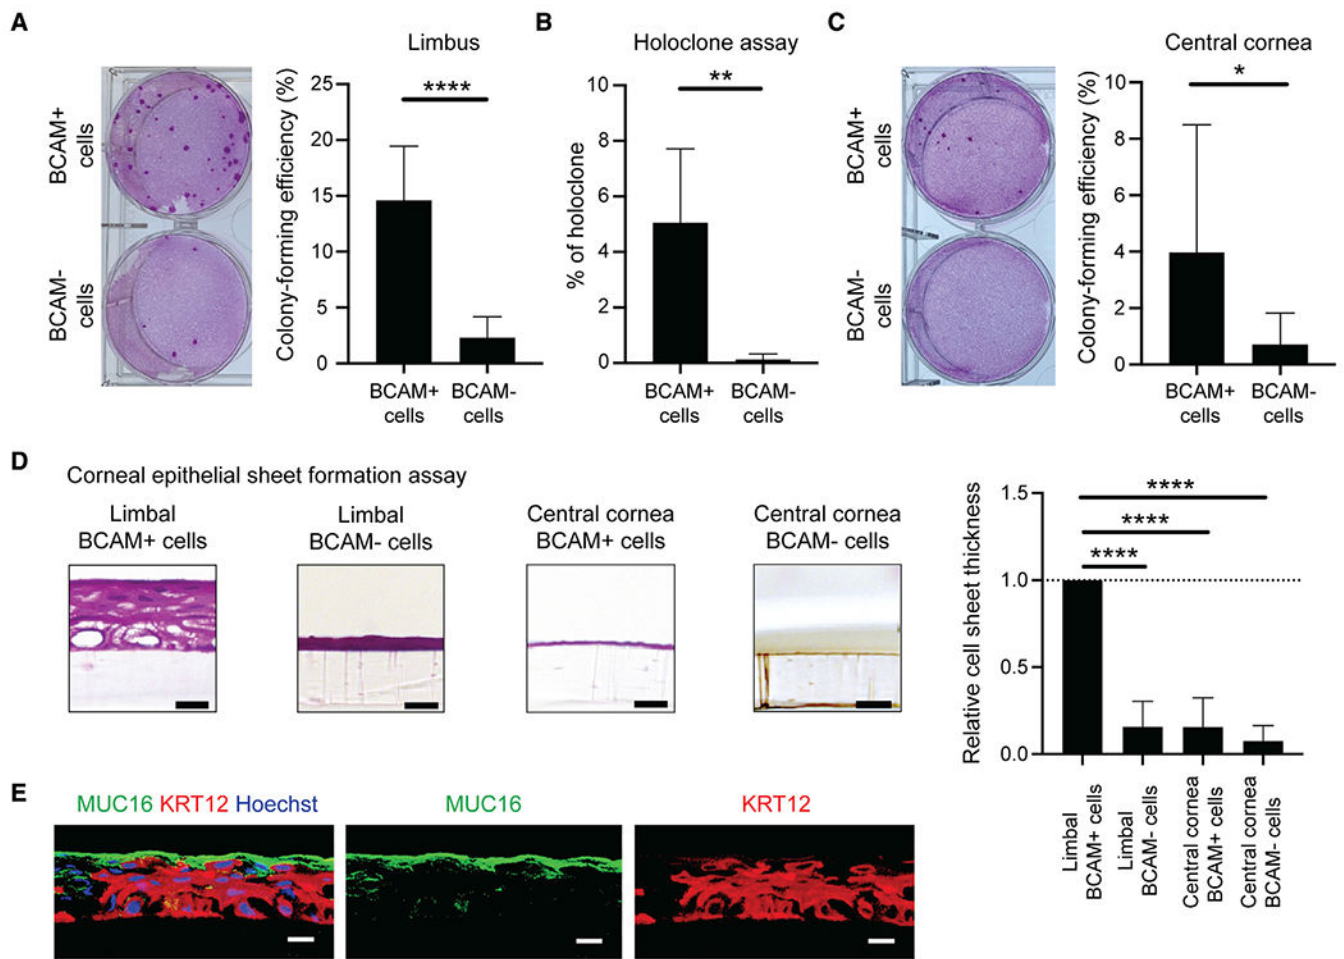 A
BCAM+
cells
BCAM-
cells
Limbus
Colony-forming efficiency (%)
25
20
15
10
5
0
****
BCAM+
cells
BCAM-
cells
B
Holoclone assay
% of holoclone
10
8
6
4
2
0
**
BCAM+
cells
BCAM-
cells
C
BCAM+
cells
BCAM-
cells
Central cornea
Colony-forming efficiency (%)
10
8
6
4
2
0
*
BCAM+
cells
BCAM-
cells
D
Corneal epithelial sheet formation assay
Limbal
BCAM+ cells
Limbal
BCAM- cells
Central cornea
BCAM+ cells
Central cornea
BCAM- cells
Relative cell sheet thickness
1.5
1.0
0.5
0.0
****
****
****
Limbal
BCAM+ cells
Limbal
BCAM- cells
Central cornea
BCAM+ cells
Central cornea
BCAM- cells
E
MUC16 KRT12 Hoechst
MUC16
KRT12